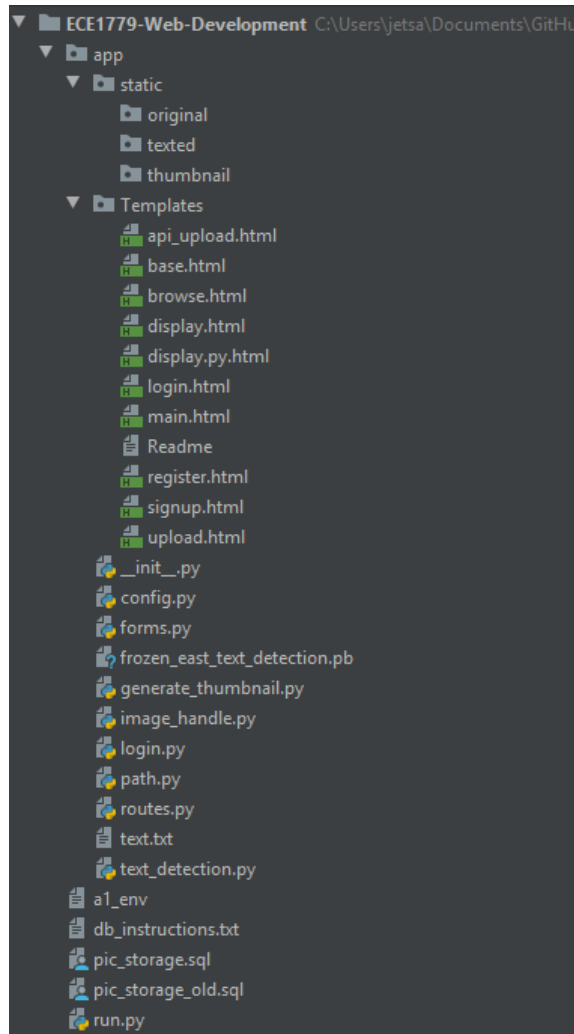 ECE1779-Web-Development C:\Users\jetsa\Documents\GitHu
app
static
original
texted
thumbnail
Templates
api_upload.html
base.html
browse.html
display.html
display.py.html
login.html
main.html
Readme
register.html
signup.html
upload.html
__init__.py
config.py
forms.py
frozen_east_text_detection.pb
generate_thumbnail.py
image_handle.py
login.py
path.py
routes.py
text.txt
text_detection.py
a1_env
db_instructions.txt
pic_storage.sql
pic_storage_old.sql
run.py